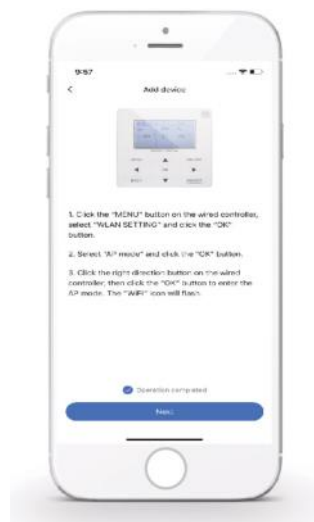 9:57
Add device
1. Click the "MENU" button on the wired controller,
select "WLAN SETTING" and click the "OK"
button.
2. Select "AP mode" and click the "OK" button.
3. Click the right direction button on the wired
controller, then click the "OK" button to enter the
AP mode. The "WiFi" icon will flash.
Operation completed
Next